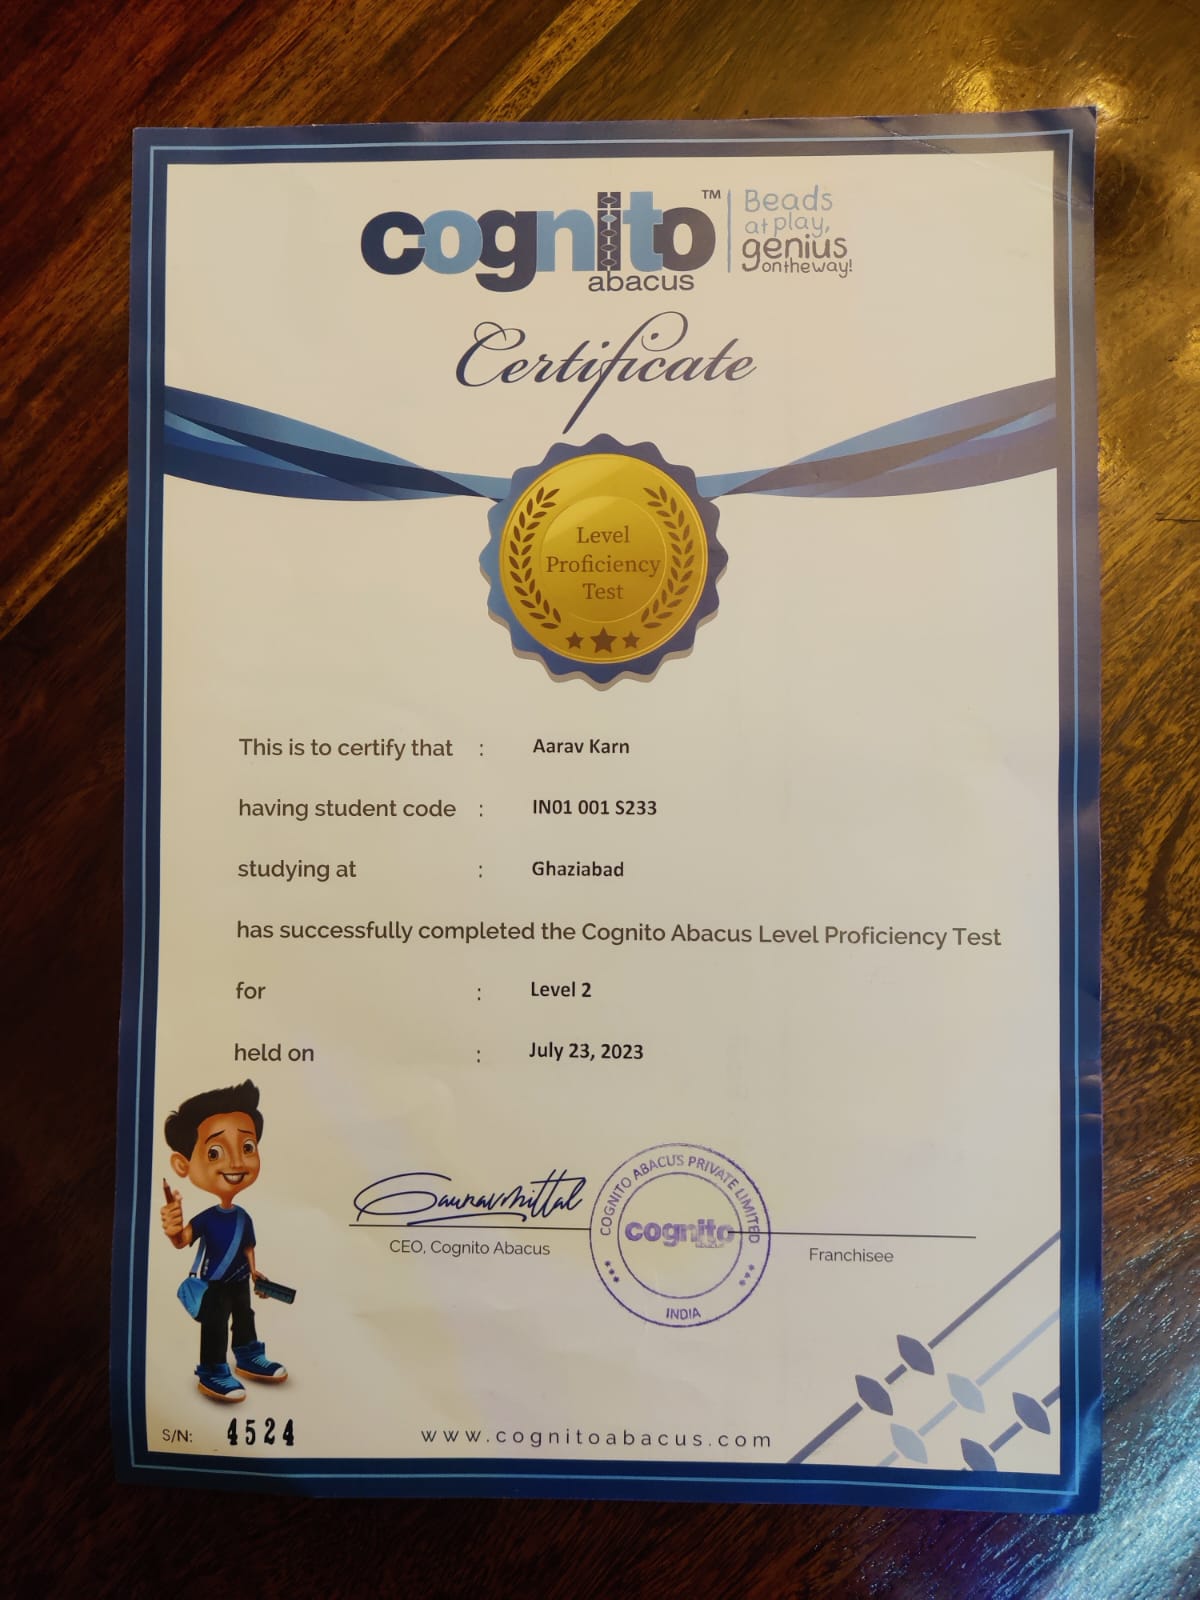 cognito™
abacus
Beads
at play,
genius
on the way!
Certificate
Level
Proficiency
Test
This is to certify that : Aarav Karn
having student code : IN01 001 S233
studying at : Ghaziabad
has successfully completed the Cognito Abacus Level Proficiency Test
for : Level 2
held on : July 23, 2023
Gauravmittal
CEO, Cognito Abacus
COGNITO ABACUS PRIVATE LIMITED
cognito
INDIA
Franchisee
S/N: 4524
www.cognitoabacus.com